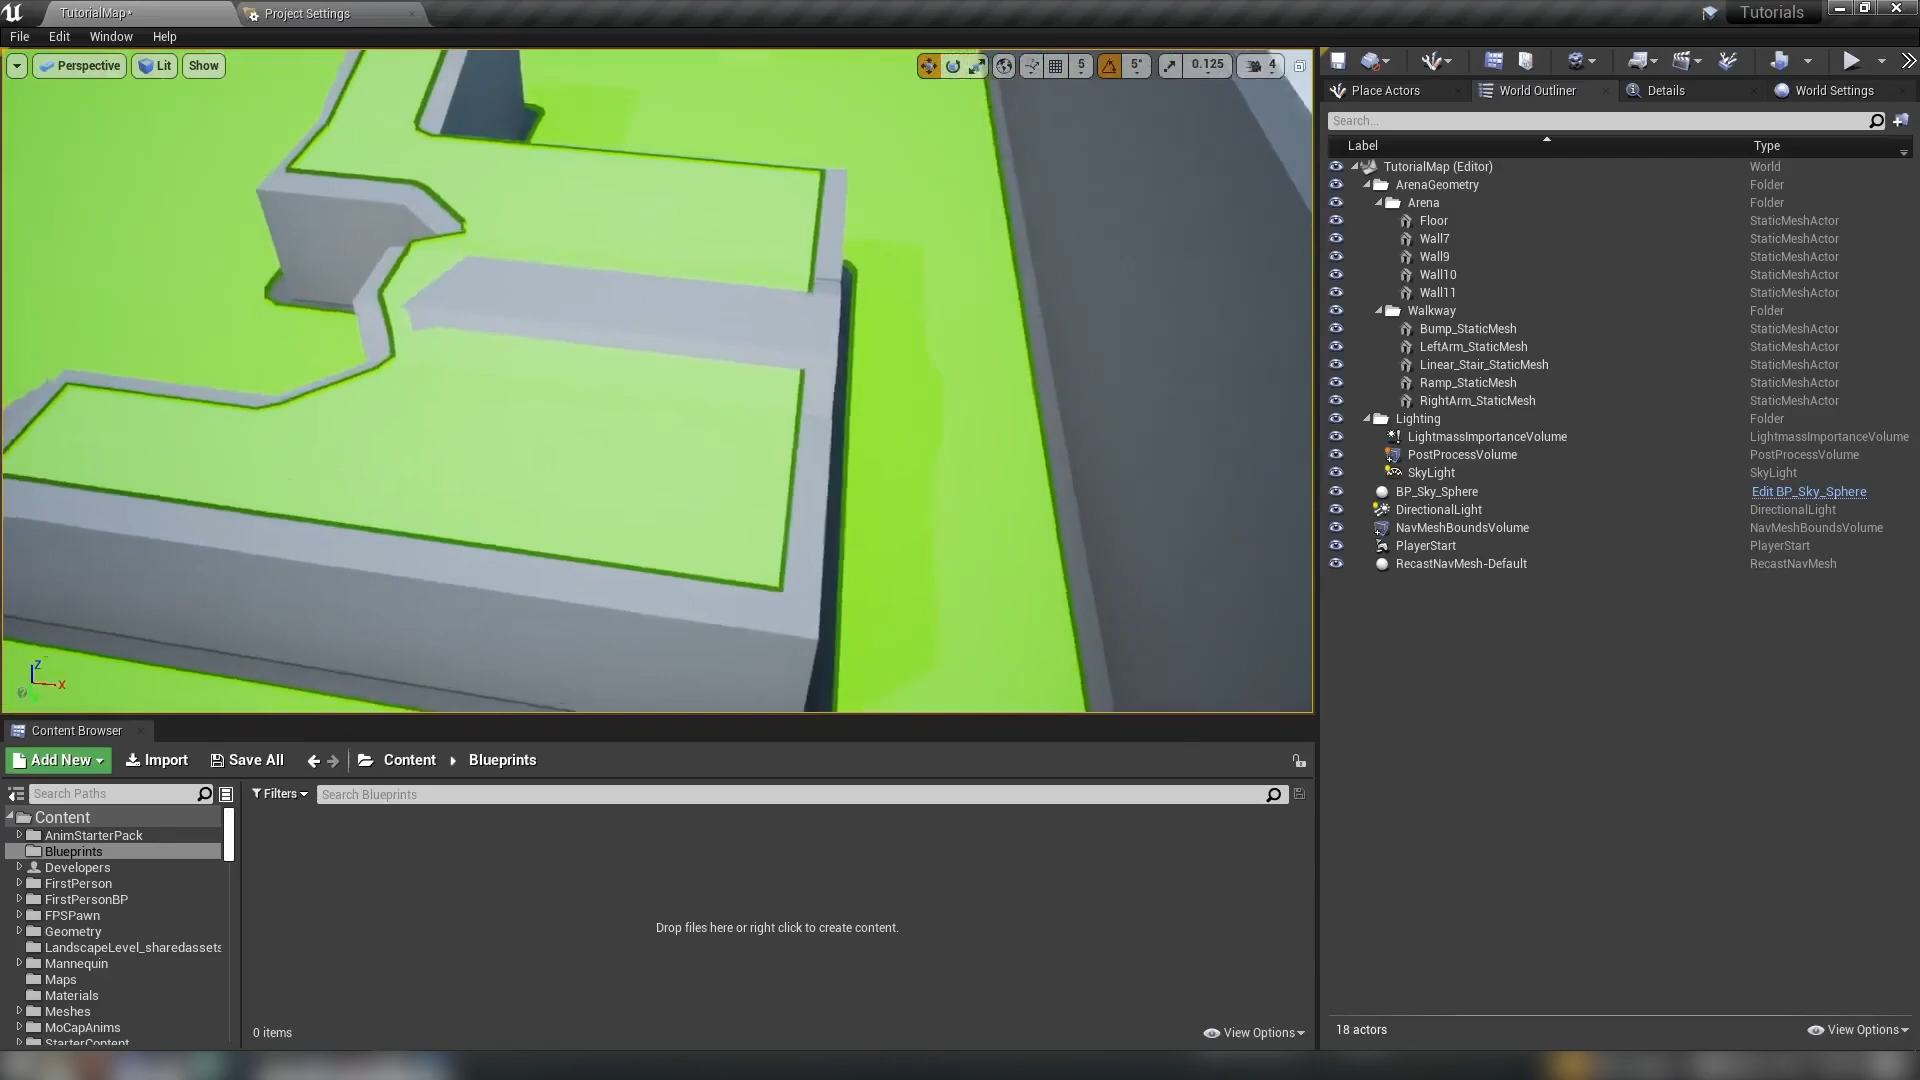 TutorialMap*
Project Settings
Tutorials
File Edit Window Help
Perspective Lit Show
5 5° 0.125 4
Place Actors World Outliner Details World Settings
Search...
Label Type
TutorialMap (Editor) World
ArenaGeometry Folder
Arena Folder
Floor StaticMeshActor
Wall7 StaticMeshActor
Wall9 StaticMeshActor
Wall10 StaticMeshActor
Wall11 StaticMeshActor
Walkway Folder
Bump_StaticMesh StaticMeshActor
LeftArm_StaticMesh StaticMeshActor
Linear_Stair_StaticMesh StaticMeshActor
Ramp_StaticMesh StaticMeshActor
RightArm_StaticMesh StaticMeshActor
Lighting Folder
LightmassImportanceVolume LightmassImportanceVolume
PostProcessVolume PostProcessVolume
SkyLight SkyLight
BP_Sky_Sphere Edit BP_Sky_Sphere
DirectionalLight DirectionalLight
NavMeshBoundsVolume NavMeshBoundsVolume
PlayerStart PlayerStart
RecastNavMesh-Default RecastNavMesh
18 actors View Options
Z
X
Content Browser
Add New Import Save All Content Blueprints
Search Paths
Filters Search Blueprints
Content
AnimStarterPack
Blueprints
Developers
FirstPerson
FirstPersonBP
FPSPawn
Geometry
LandscapeLevel_sharedassets
Mannequin
Maps
Materials
Meshes
MoCapAnims
StarterContent
Drop files here or right click to create content.
0 items View Options